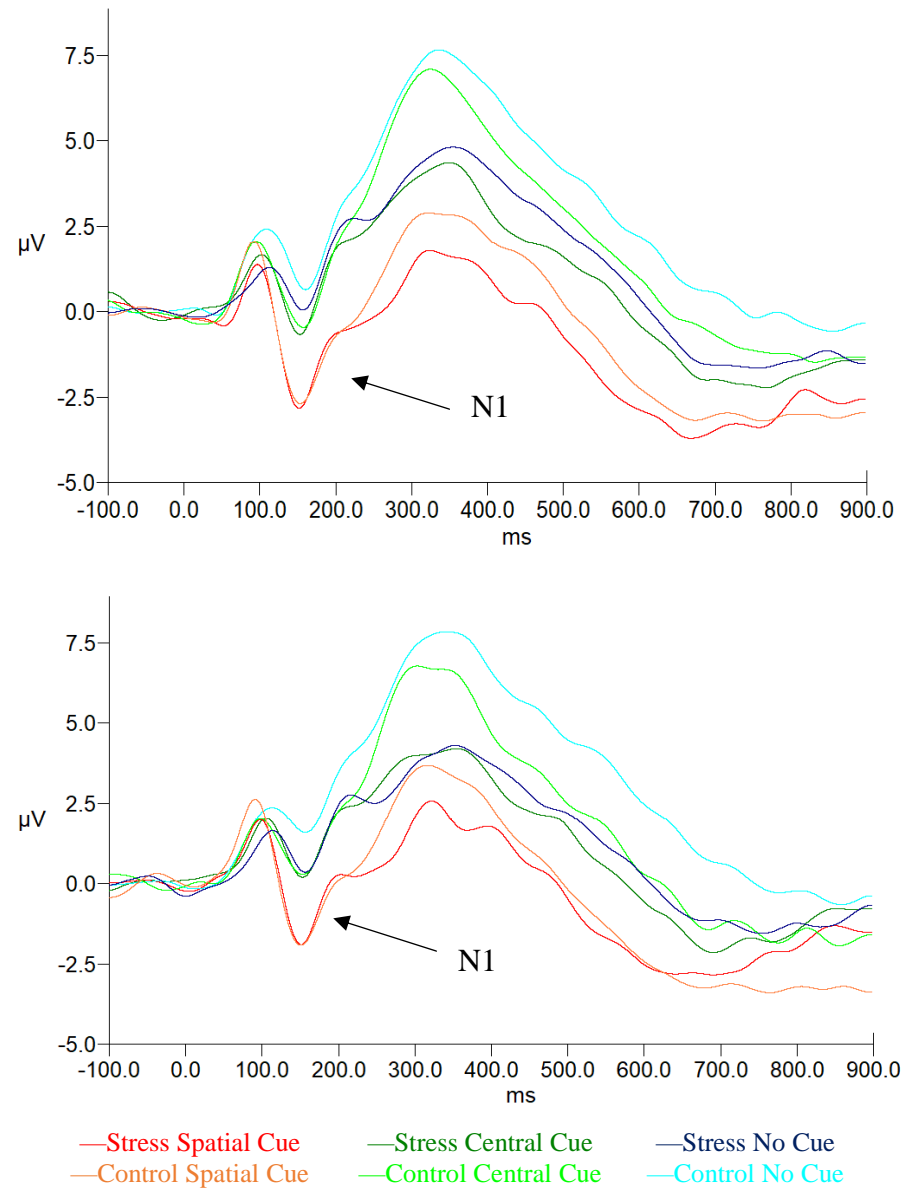 7.5
5.0
2.5
μV
0.0
-2.5
N1
-5.0
-100.0 0.0 100.0 200.0 300.0 400.0 500.0 600.0 700.0 800.0 900.0
ms
7.5
5.0
2.5
μV
0.0
-2.5
N1
-5.0
-100.0 0.0 100.0 200.0 300.0 400.0 500.0 600.0 700.0 800.0 900.0
ms
—Stress Spatial Cue —Stress Central Cue —Stress No Cue
—Control Spatial Cue —Control Central Cue —Control No Cue